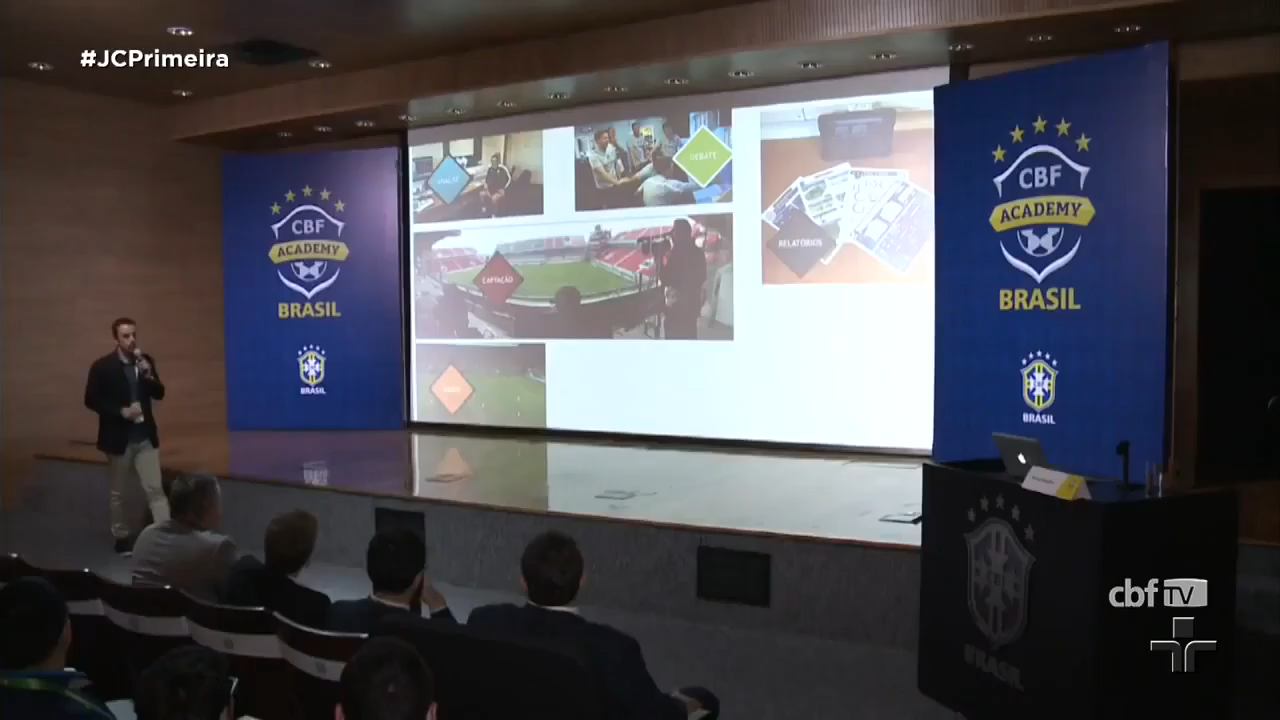 #JCPrimeira
CBF
ACADEMY
BRASIL
BRASIL
DEBATE
RELATÓRIOS
CAPTAÇÃO
CBF
ACADEMY
BRASIL
BRASIL
BRASIL
cbf TV